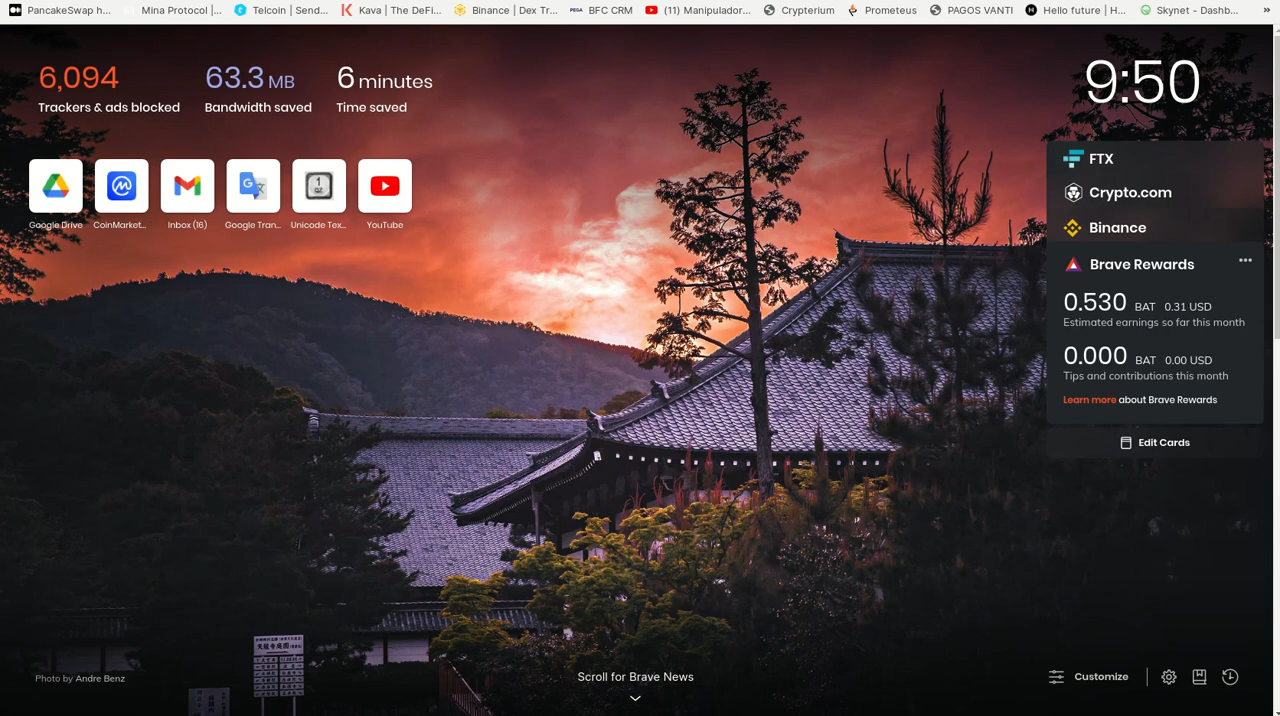 PancakeSwap h...
Mina Protocol |...
Telcoin | Send...
Kava | The DeFi...
Binance | Dex Tr...
PEGA BFC CRM
(11) Manipulador...
Crypterium
Prometeus
PAGOS VANTI
Hello future | H...
Skynet - Dashb...
»
6,094
Trackers & ads blocked
63.3 MB
Bandwidth saved
6 minutes
Time saved
9:50
Google Drive
CoinMarket...
Inbox (16)
Google Tran...
Unicode Tex...
YouTube
FTX
Crypto.com
Binance
Brave Rewards
0.530 BAT 0.31 USD
Estimated earnings so far this month
0.000 BAT 0.00 USD
Tips and contributions this month
Learn more about Brave Rewards
Edit Cards
Photo by Andre Benz
Scroll for Brave News
Customize